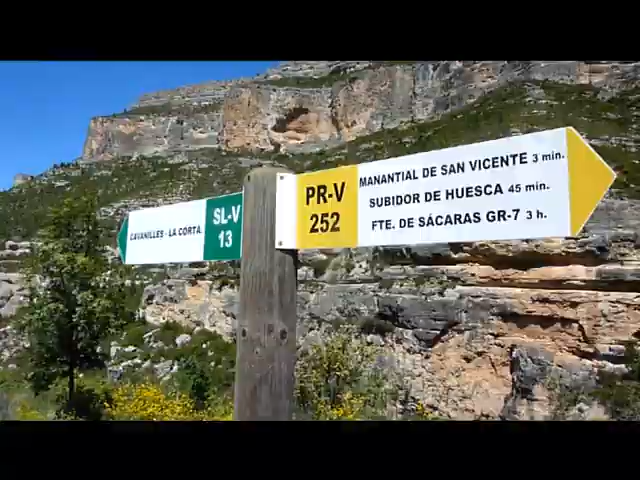 CAVANILLES - LA CORTA
SL-V
13
PR-V
252
MANANTIAL DE SAN VICENTE 3 min.
SUBIDOR DE HUESCA 45 min.
FTE. DE SÁCARAS GR-7 3 h.